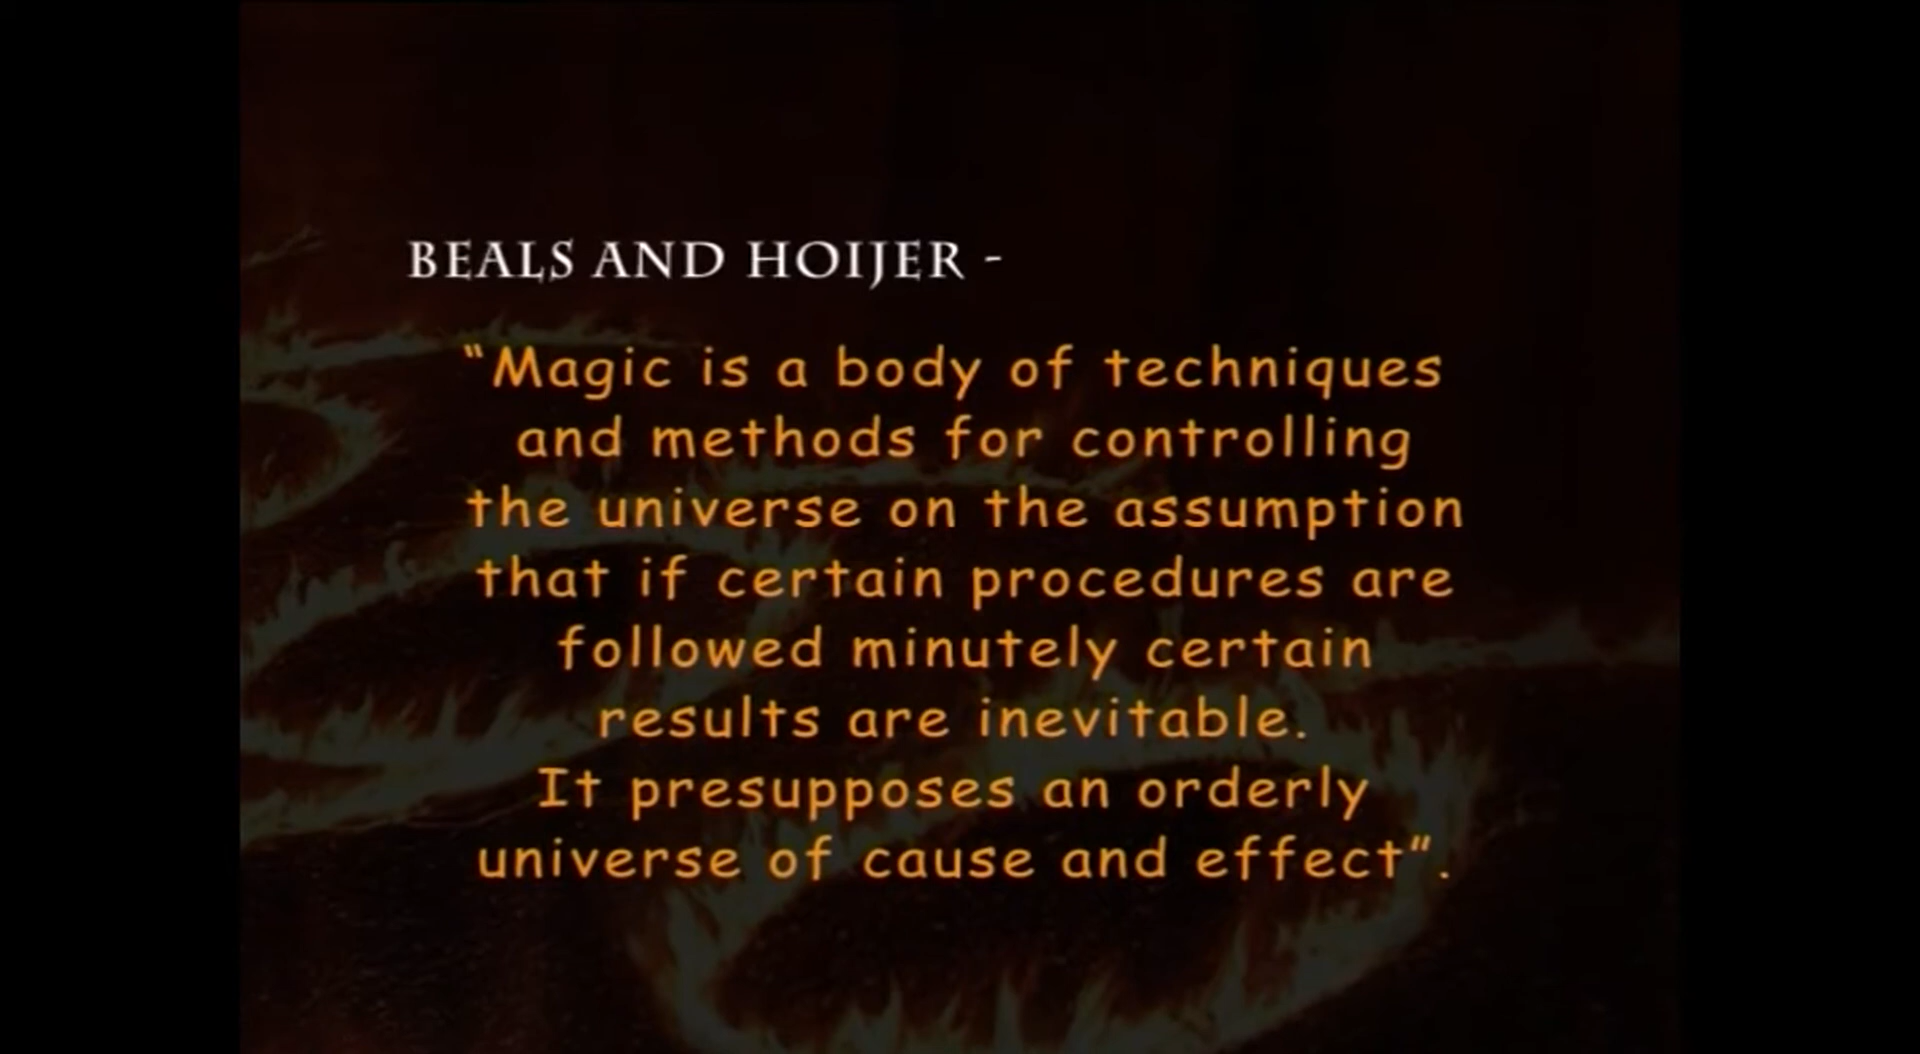 BEALS AND HOIJER -
“Magic is a body of techniques
and methods for controlling
the universe on the assumption
that if certain procedures are
followed minutely certain
results are inevitable.
It presupposes an orderly
universe of cause and effect”.